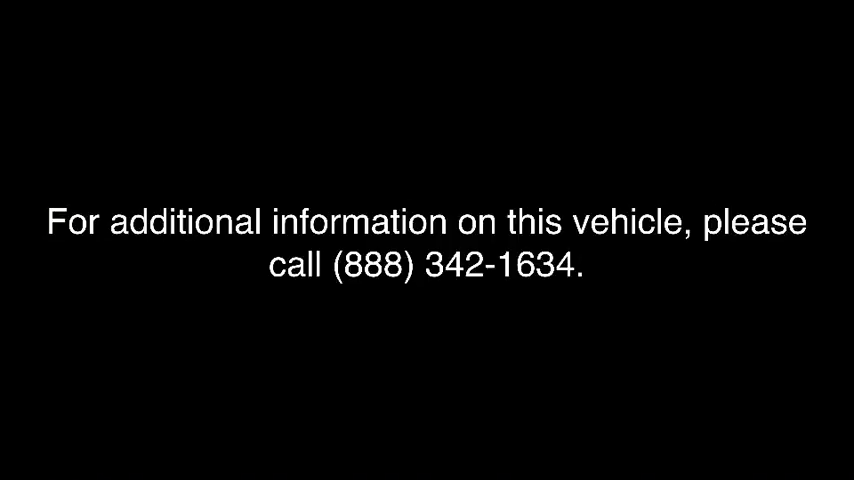 For additional information on this vehicle, please
call (888) 342-1634.